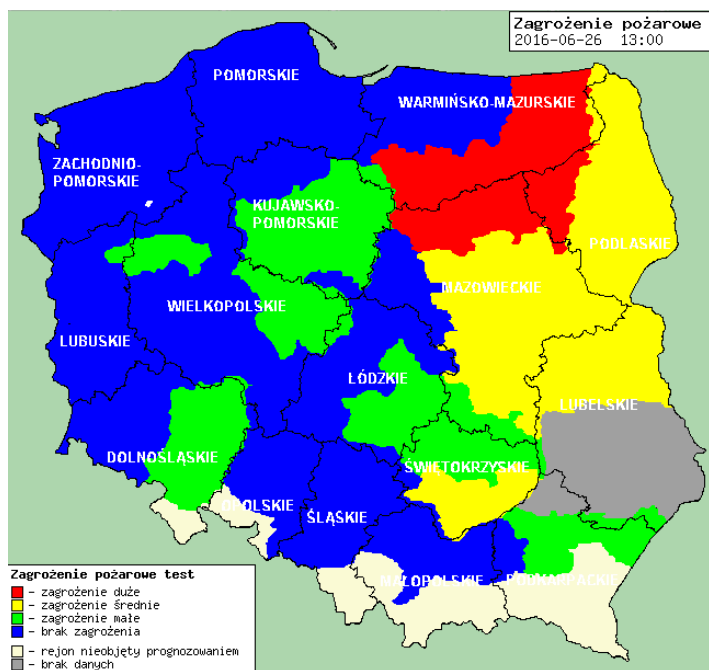 Zagrożenie pożarowe
2016-06-26 13:00
POMORSKIE
WARMIŃSKO-MAZURSKIE
ZACHODNIO-
POMORSKIE
KUJAWSKO-
POMORSKIE
PODLASKIE
MAZOWIECKIE
WIELKOPOLSKIE
LUBUSKIE
ŁÓDZKIE
LUBELSKIE
DOLNOŚLĄSKIE
ŚWIĘTOKRZYSKIE
OPOLSKIE
ŚLĄSKIE
MAŁOPOLSKIE
PODKARPACKIE
Zagrożenie pożarowe test
– zagrożenie duże
– zagrożenie średnie
– zagrożenie małe
– brak zagrożenia
– rejon nieobjęty prognozowaniem
– brak danych